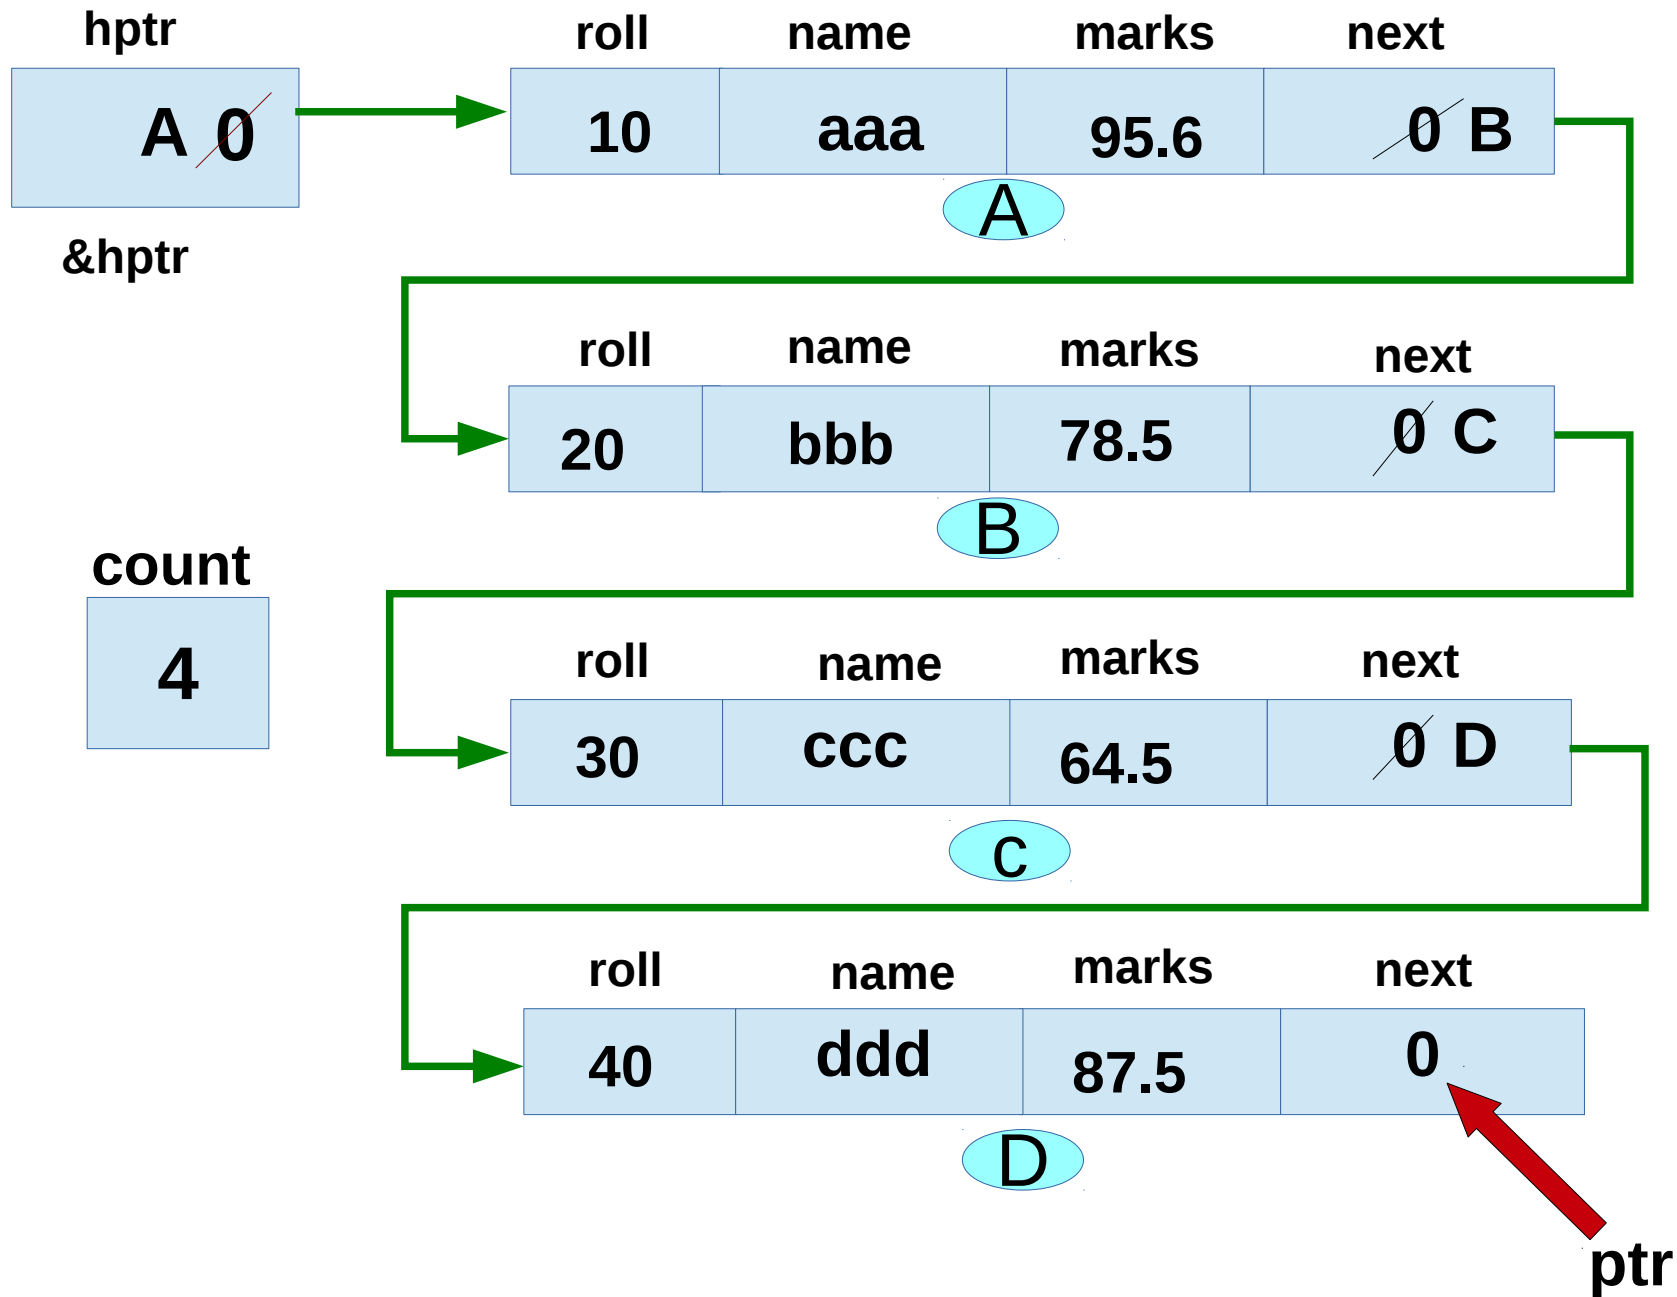 hptr
roll name marks next
A 0
10 aaa 95.6 0 B
A
&hptr
roll name marks next
20 bbb 78.5 0 C
B
count
4
roll name marks next
30 ccc 64.5 0 D
c
roll name marks next
40 ddd 87.5 0
D
ptr